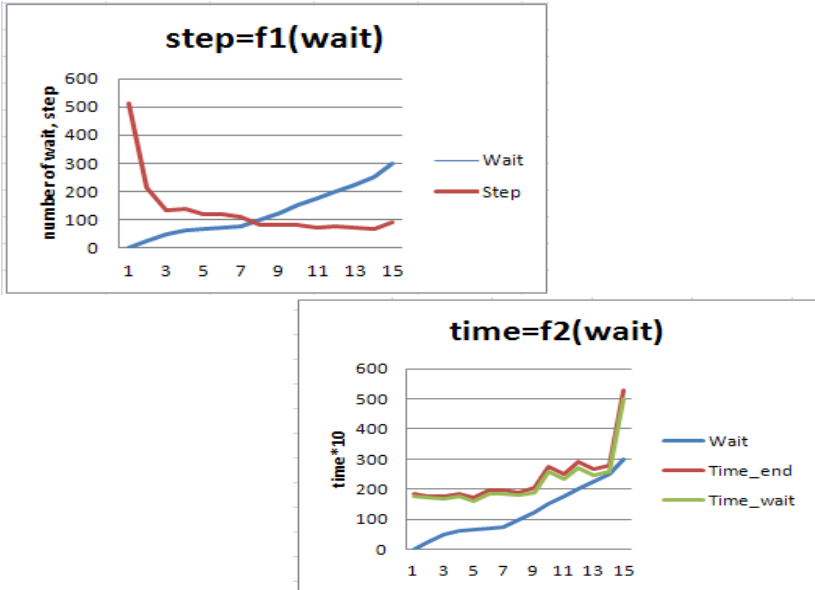 step=f1(wait)
number of wait, step
600
500
400
300
200
100
0
1 3 5 7 9 11 13 15
Wait
Step
time=f2(wait)
time*10
600
500
400
300
200
100
0
1 3 5 7 9 11 13 15
Wait
Time_end
Time_wait